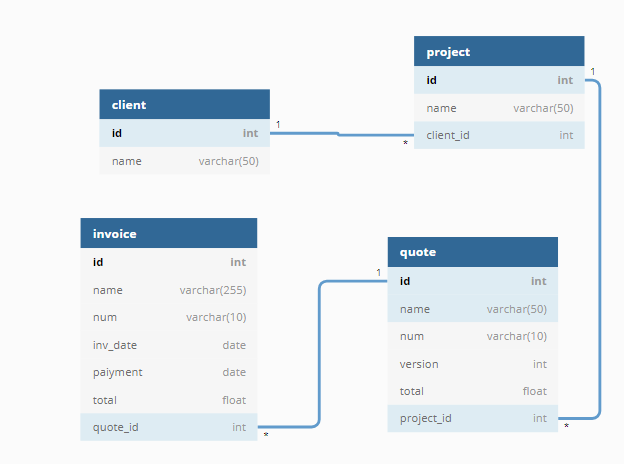 project
id int
name varchar(50)
client_id int
1
*
client
id int
name varchar(50)
1
invoice
id int
name varchar(255)
num varchar(10)
inv_date date
paiyment date
total float
quote_id int
*
quote
id int
name varchar(50)
num varchar(10)
version int
total float
project_id int
1
*